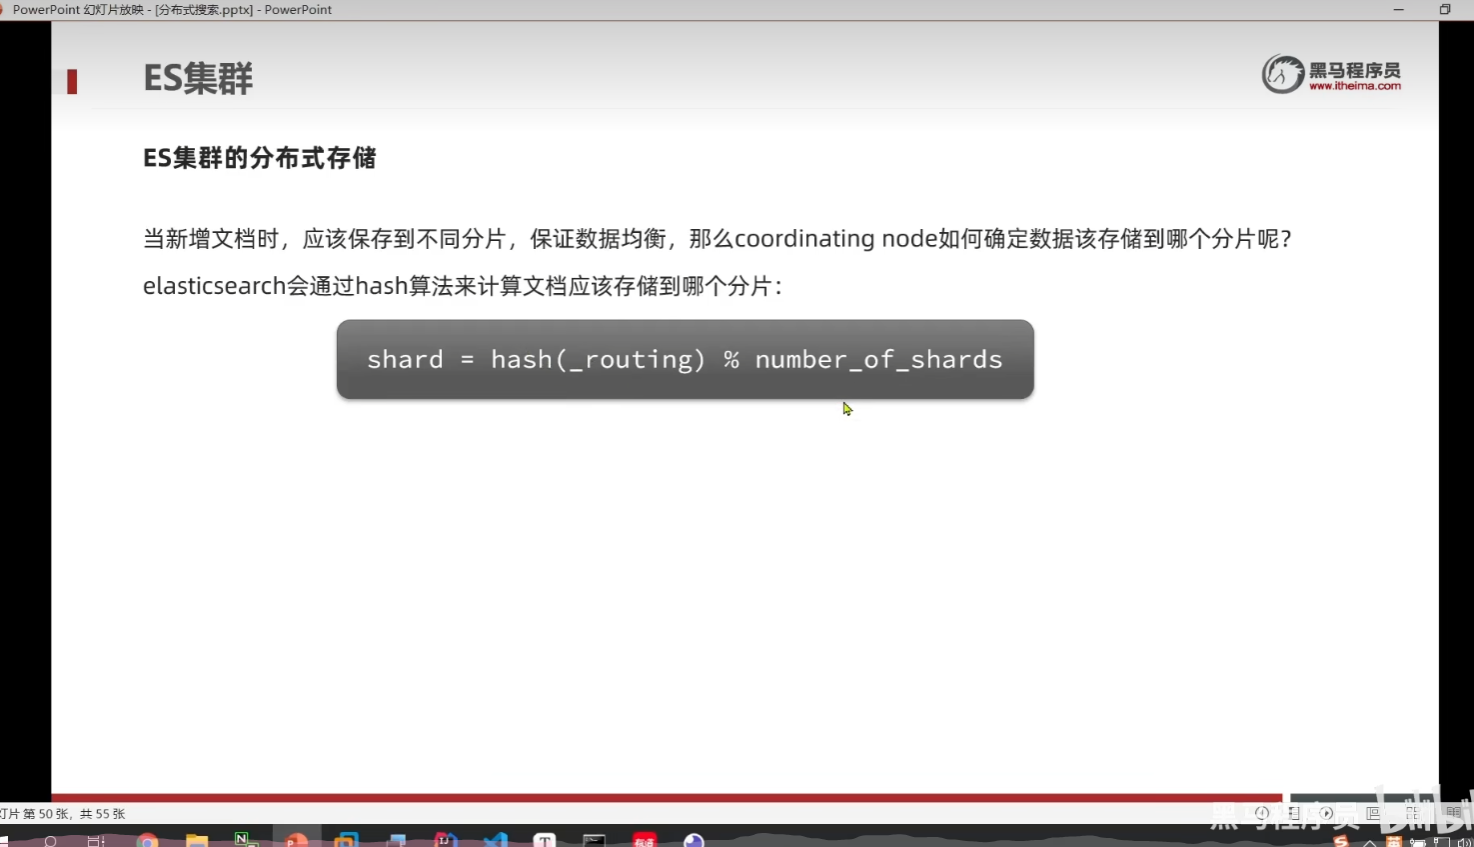 PowerPoint 幻灯片放映 - [分布式搜索.pptx] - PowerPoint
ES集群
黑马程序员
www.itheima.com
ES集群的分布式存储
当新增文档时，应该保存到不同分片，保证数据均衡，那么coordinating node如何确定数据该存储到哪个分片呢？
elasticsearch会通过hash算法来计算文档应该存储到哪个分片：
shard = hash(_routing) % number_of_shards
灯片 第 50 张，共 55 张
黑马程序员 bilibili